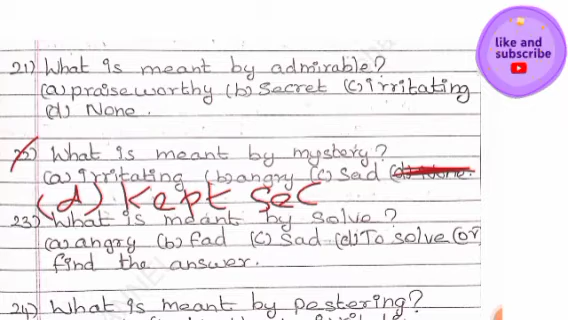 like and
subscribe
21) What is meant by admirable?
(a) praiseworthy (b) Secret (c) irritating
(d) None.
What is meant by mystery?
(a) irritating (b) angry (c) Sad (d) None.
(d) kept sec
23) What is meant by solve?
(a) angry (b) fad (c) Sad (d) To solve (or
find the answer.
24) What is meant by pestering?